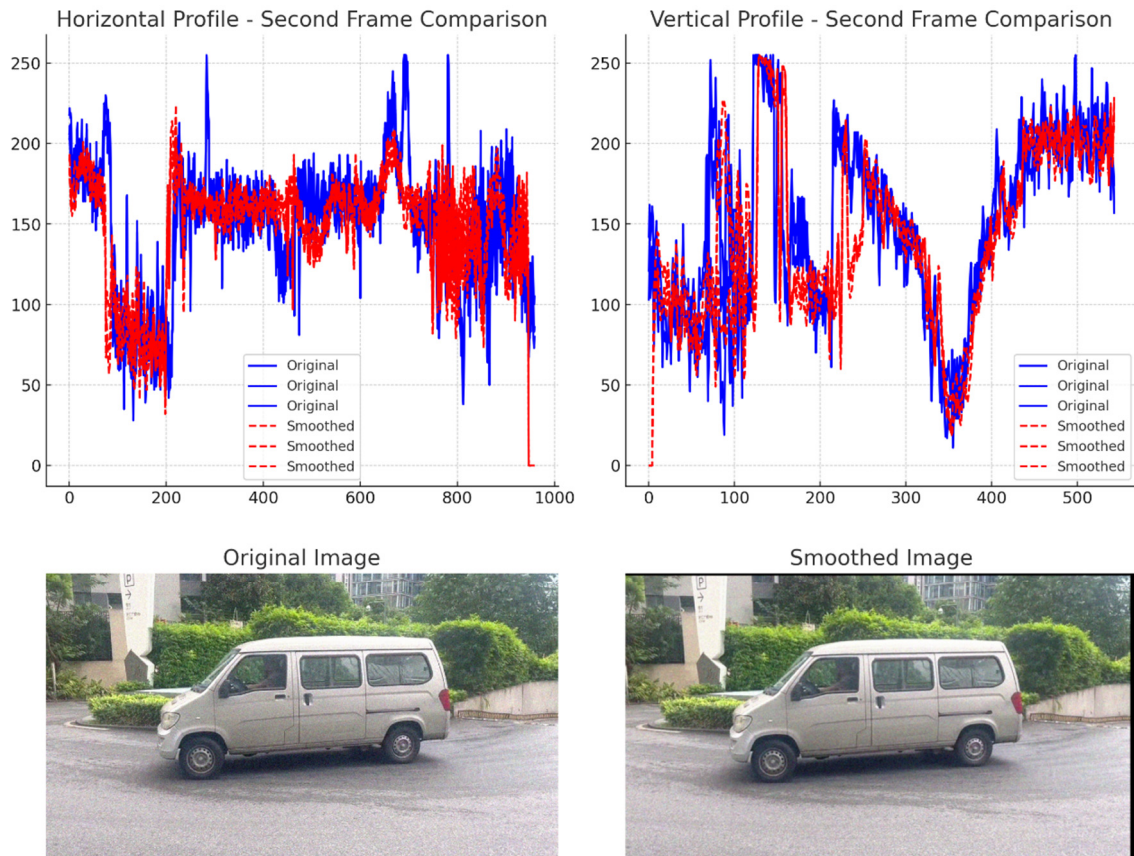 Horizontal Profile - Second Frame Comparison
250
200
150
100
50
0
Original
Original
Original
Smoothed
Smoothed
Smoothed
0 200 400 600 800 1000
Vertical Profile - Second Frame Comparison
250
200
150
100
50
0
Original
Original
Original
Smoothed
Smoothed
Smoothed
0 100 200 300 400 500
Original Image
P
Smoothed Image